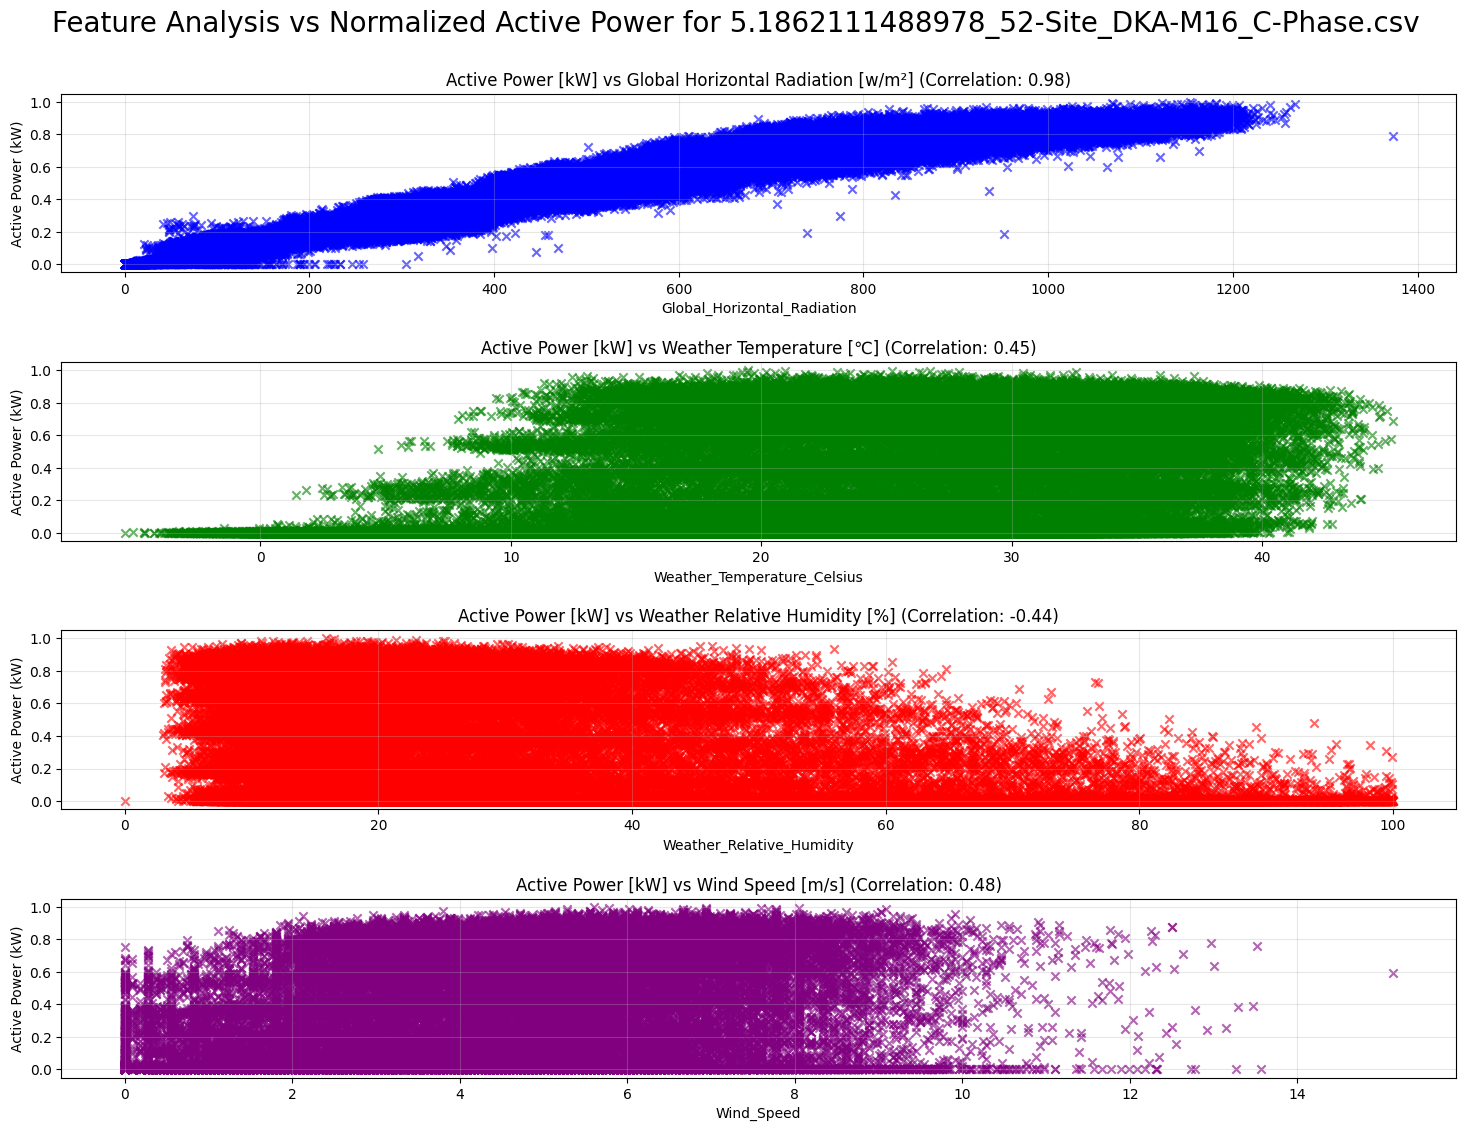 Feature Analysis vs Normalized Active Power for 5.1862111488978_52-Site_DKA-M16_C-Phase.csv
Active Power [kW] vs Global Horizontal Radiation [w/m²] (Correlation: 0.98)
Active Power (kW)
1.0
0.8
0.6
0.4
0.2
0.0
0 200 400 600 800 1000 1200 1400
Global_Horizontal_Radiation
Active Power [kW] vs Weather Temperature [℃] (Correlation: 0.45)
Active Power (kW)
1.0
0.8
0.6
0.4
0.2
0.0
0 10 20 30 40
Weather_Temperature_Celsius
Active Power [kW] vs Weather Relative Humidity [%] (Correlation: -0.44)
Active Power (kW)
1.0
0.8
0.6
0.4
0.2
0.0
0 20 40 60 80 100
Weather_Relative_Humidity
Active Power [kW] vs Wind Speed [m/s] (Correlation: 0.48)
Active Power (kW)
1.0
0.8
0.6
0.4
0.2
0.0
0 2 4 6 8 10 12 14
Wind_Speed